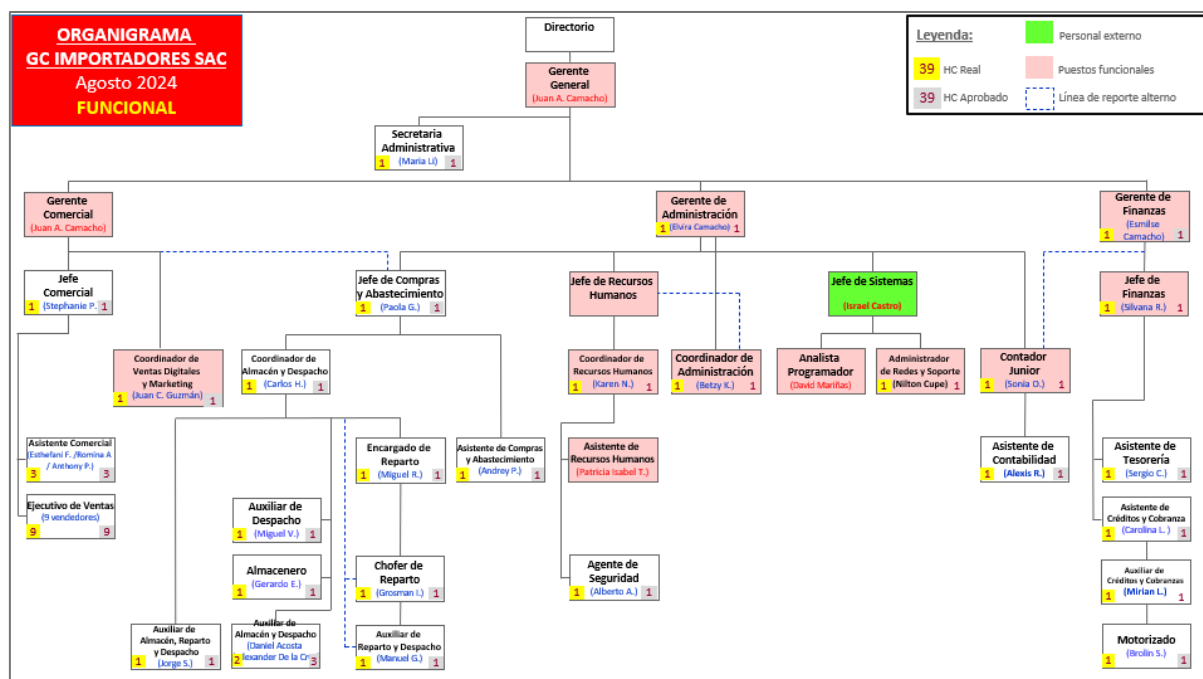 ORGANIGRAMA
GC IMPORTADORES SAC
Agosto 2024
FUNCIONAL
Directorio
Leyenda:
Personal externo
39 HC Real
Puestos funcionales
39 HC Aprobado
Línea de reporte alterno
Gerente
General
(Juan A. Camacho)
Secretaria
Administrativa
1 (Maria Li) 1
Gerente
Comercial
(Juan A. Camacho)
Gerente de
Administración
1 (Elvira Camacho) 1
Gerente de
Finanzas
(Esmilse
1 Camacho) 1
Jefe
Comercial
1 (Stephanie P. 1
Jefe de Compras
y Abastecimiento
1 (Paola G.) 1
Jefe de Recursos
Humanos
Jefe de Sistemas
(Israel Castro)
Jefe de
Finanzas
1 (Silvana R.) 1
Coordinador de
Ventas Digitales
y Marketing
1 (Juan C. Guzmán) 1
Coordinador de
Almacén y Despacho
1 (Carlos H.) 1
Coordinador de
Recursos Humanos
1 (Karen N.) 1
Coordinador de
Administración
1 (Betzy K.) 1
Analista
Programador
(David Mariñas)
Administrador
de Redes y Soporte
1 (Nilton Cupe) 1
Contador
Junior
1 (Sonia O.) 1
Asistente Comercial
(Esthefani F. /Romina A
/ Anthony P.)
3 3
Encargado de
Reparto
1 (Miguel R.) 1
Asistente de Compras
y Abastecimiento
1 (Andrey P.) 1
Asistente de
Recursos Humanos
(Patricia Isabel T.)
Asistente de
Contabilidad
1 (Alexis R.) 1
Asistente de
Tesorería
1 (Sergio C.) 1
Ejecutivo de Ventas
(9 vendedores)
9 9
Auxiliar de
Despacho
1 (Miguel V.) 1
Asistente de
Créditos y Cobranza
1 (Carolina L. ) 1
Almacenero
(Gerardo E.)
1 1
Chofer de
Reparto
1 (Grosman I.) 1
Agente de
Seguridad
1 (Alberto A.) 1
Auxiliar de
Créditos y Cobranzas
1 (Mirian L.) 1
Auxiliar de
Almacén, Reparto
y Despacho
1 (Jorge S.) 1
Auxiliar de
Almacén y Despacho
(Daniel Acosta
2 lexander De la Cr 3
Auxiliar de
Reparto y Despacho
1 (Manuel G.) 1
Motorizado
(Brolin S.)
1 1